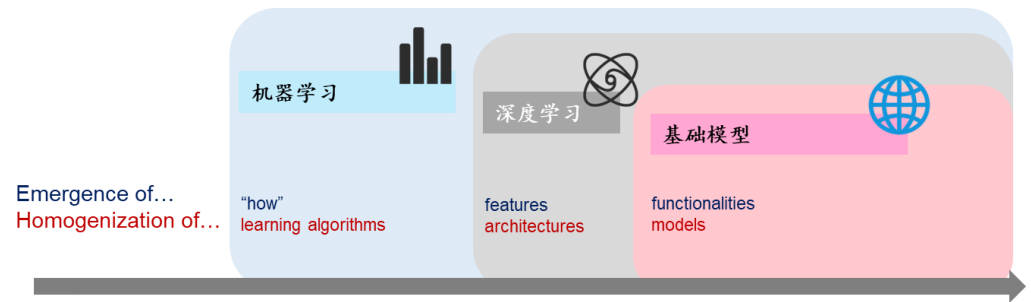 机器学习
深度学习
基础模型
Emergence of…
Homogenization of…
“how”
learning algorithms
features
architectures
functionalities
models